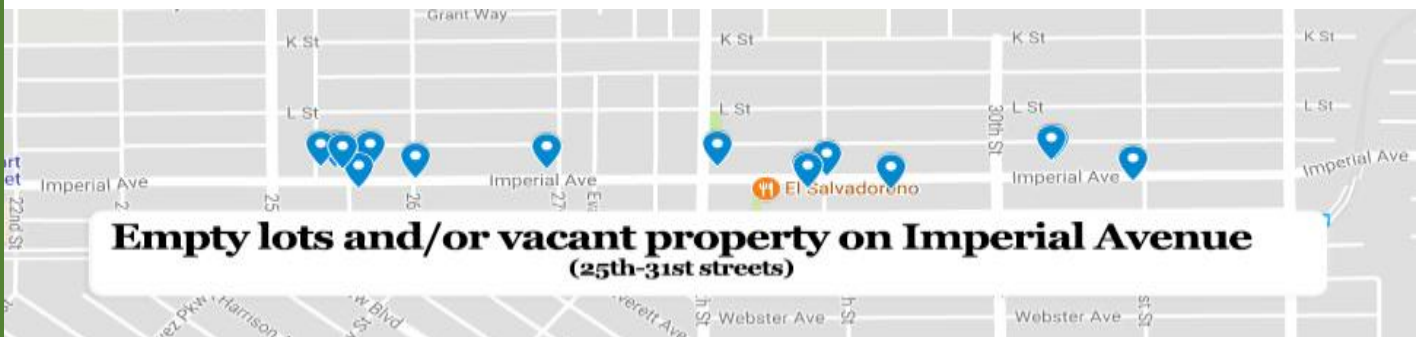 Grant Way
K St
K St
K St
K St
L St
L St
L St
L St
30th St
Imperial Ave
Imperial Ave
Imperial Ave
Imperial Ave
El Salvadoreno
22nd St
25
26
27
Empty lots and/or vacant property on Imperial Avenue
(25th-31st streets)
Harrison
Webster Ave
Webster Ave